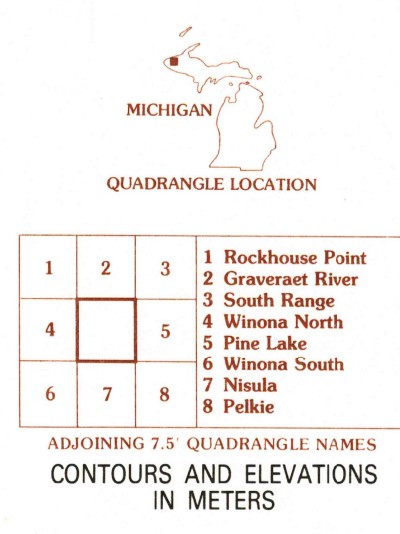 MICHIGAN
QUADRANGLE LOCATION
1 2 3
4 5
6 7 8
1 Rockhouse Point
2 Graveraet River
3 South Range
4 Winona North
5 Pine Lake
6 Winona South
7 Nisula
8 Pelkie
ADJOINING 7.5' QUADRANGLE NAMES
CONTOURS AND ELEVATIONS
IN METERS